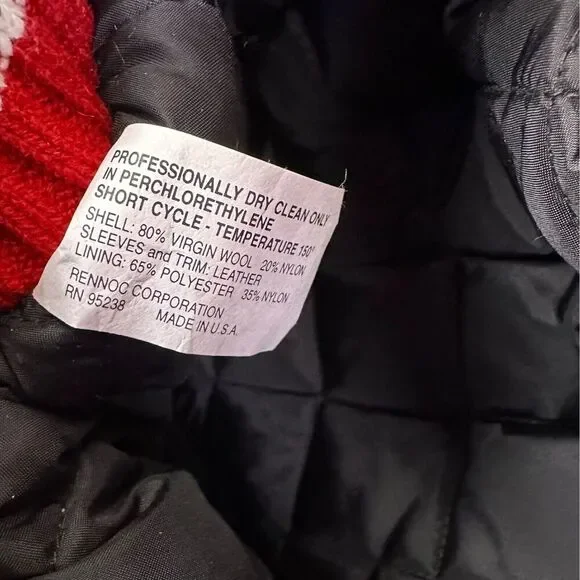 PROFESSIONALLY DRY CLEAN ONLY
IN PERCHLORETHYLENE
SHORT CYCLE - TEMPERATURE 150°
SHELL: 80% VIRGIN WOOL 20% NYLON
SLEEVES and TRIM: LEATHER
LINING: 65% POLYESTER 35% NYLON
RENNOC CORPORATION
RN 95238 MADE IN U.S.A.